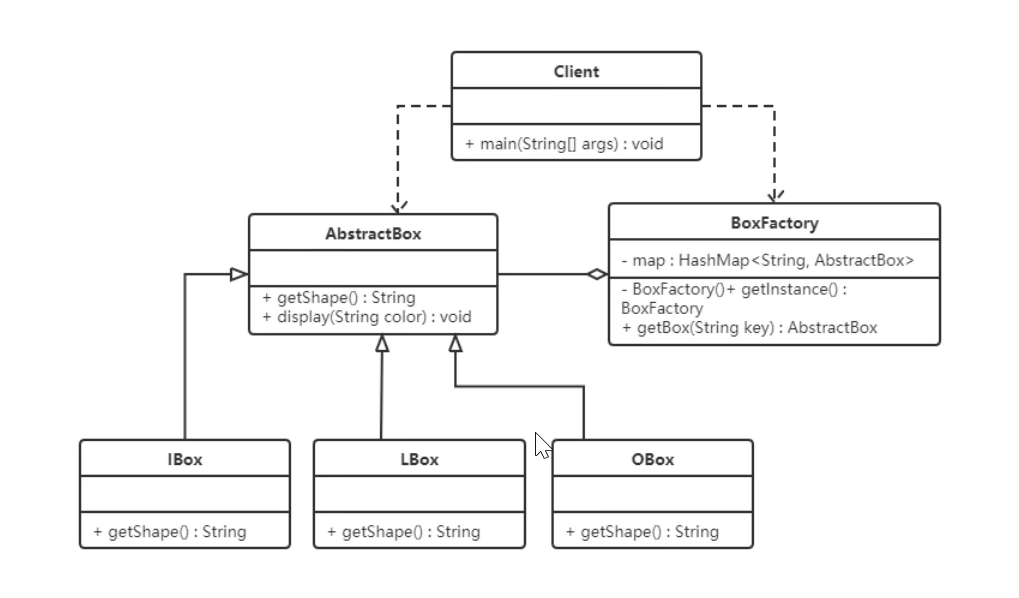 Client
+ main(String[] args) : void
AbstractBox
+ getShape() : String
+ display(String color) : void
BoxFactory
- map : HashMap<String, AbstractBox>
- BoxFactory()+ getInstance() :
BoxFactory
+ getBox(String key) : AbstractBox
IBox
+ getShape() : String
LBox
+ getShape() : String
OBox
+ getShape() : String